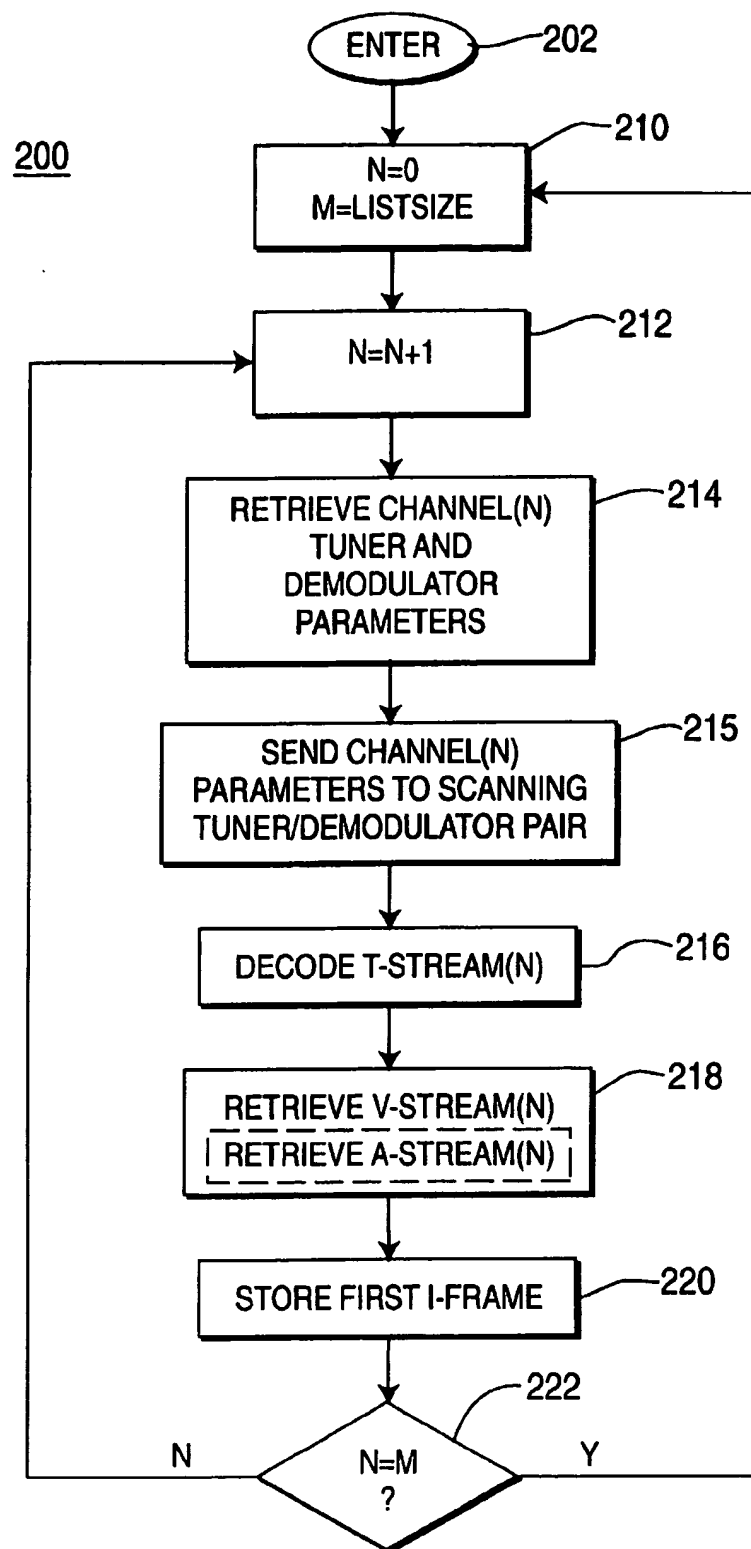 ENTER
202
200
210
N=0
M=LISTSIZE
212
N=N+1
214
RETRIEVE CHANNEL(N)
TUNER AND
DEMODULATOR
PARAMETERS
215
SEND CHANNEL(N)
PARAMETERS TO SCANNING
TUNER/DEMODULATOR PAIR
216
DECODE T-STREAM(N)
218
RETRIEVE V-STREAM(N)
RETRIEVE A-STREAM(N)
220
STORE FIRST I-FRAME
222
N
N=M
?
Y